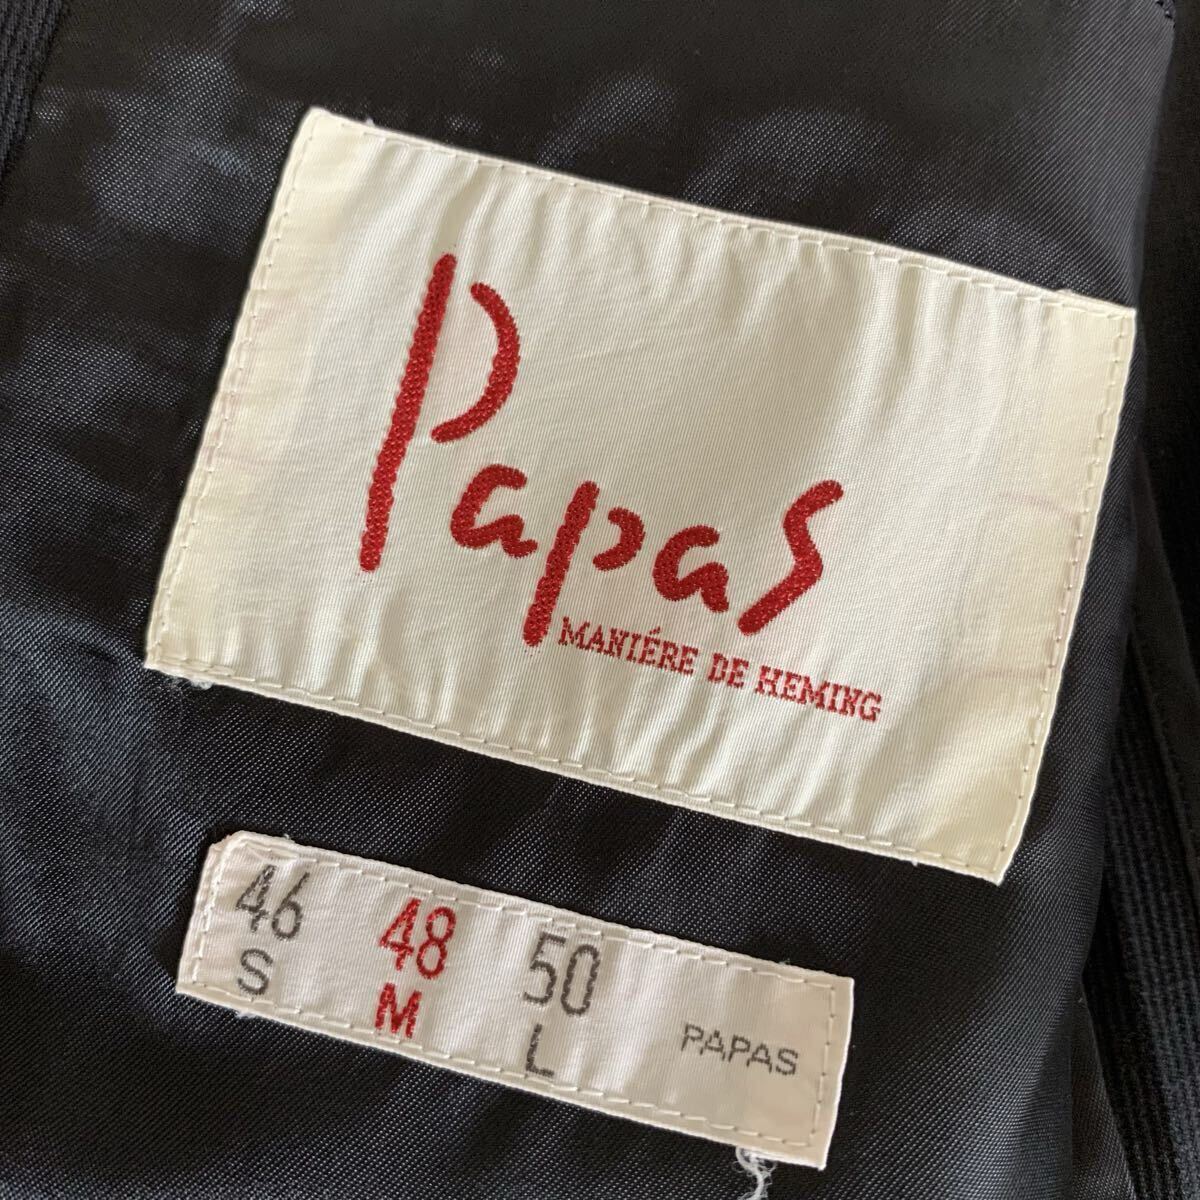 Papas
MANIÉRE DE HEMING
46 48 50
S M L PAPAS